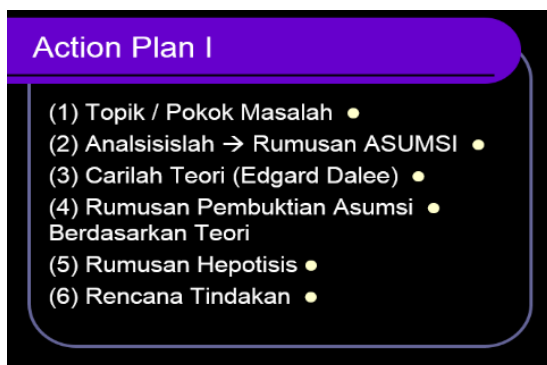 Action Plan I
(1) Topik / Pokok Masalah ●
(2) Analsisislah → Rumusan ASUMSI ●
(3) Carilah Teori (Edgard Dalee) ●
(4) Rumusan Pembuktian Asumsi ●
Berdasarkan Teori
(5) Rumusan Hepotisis ●
(6) Rencana Tindakan ●